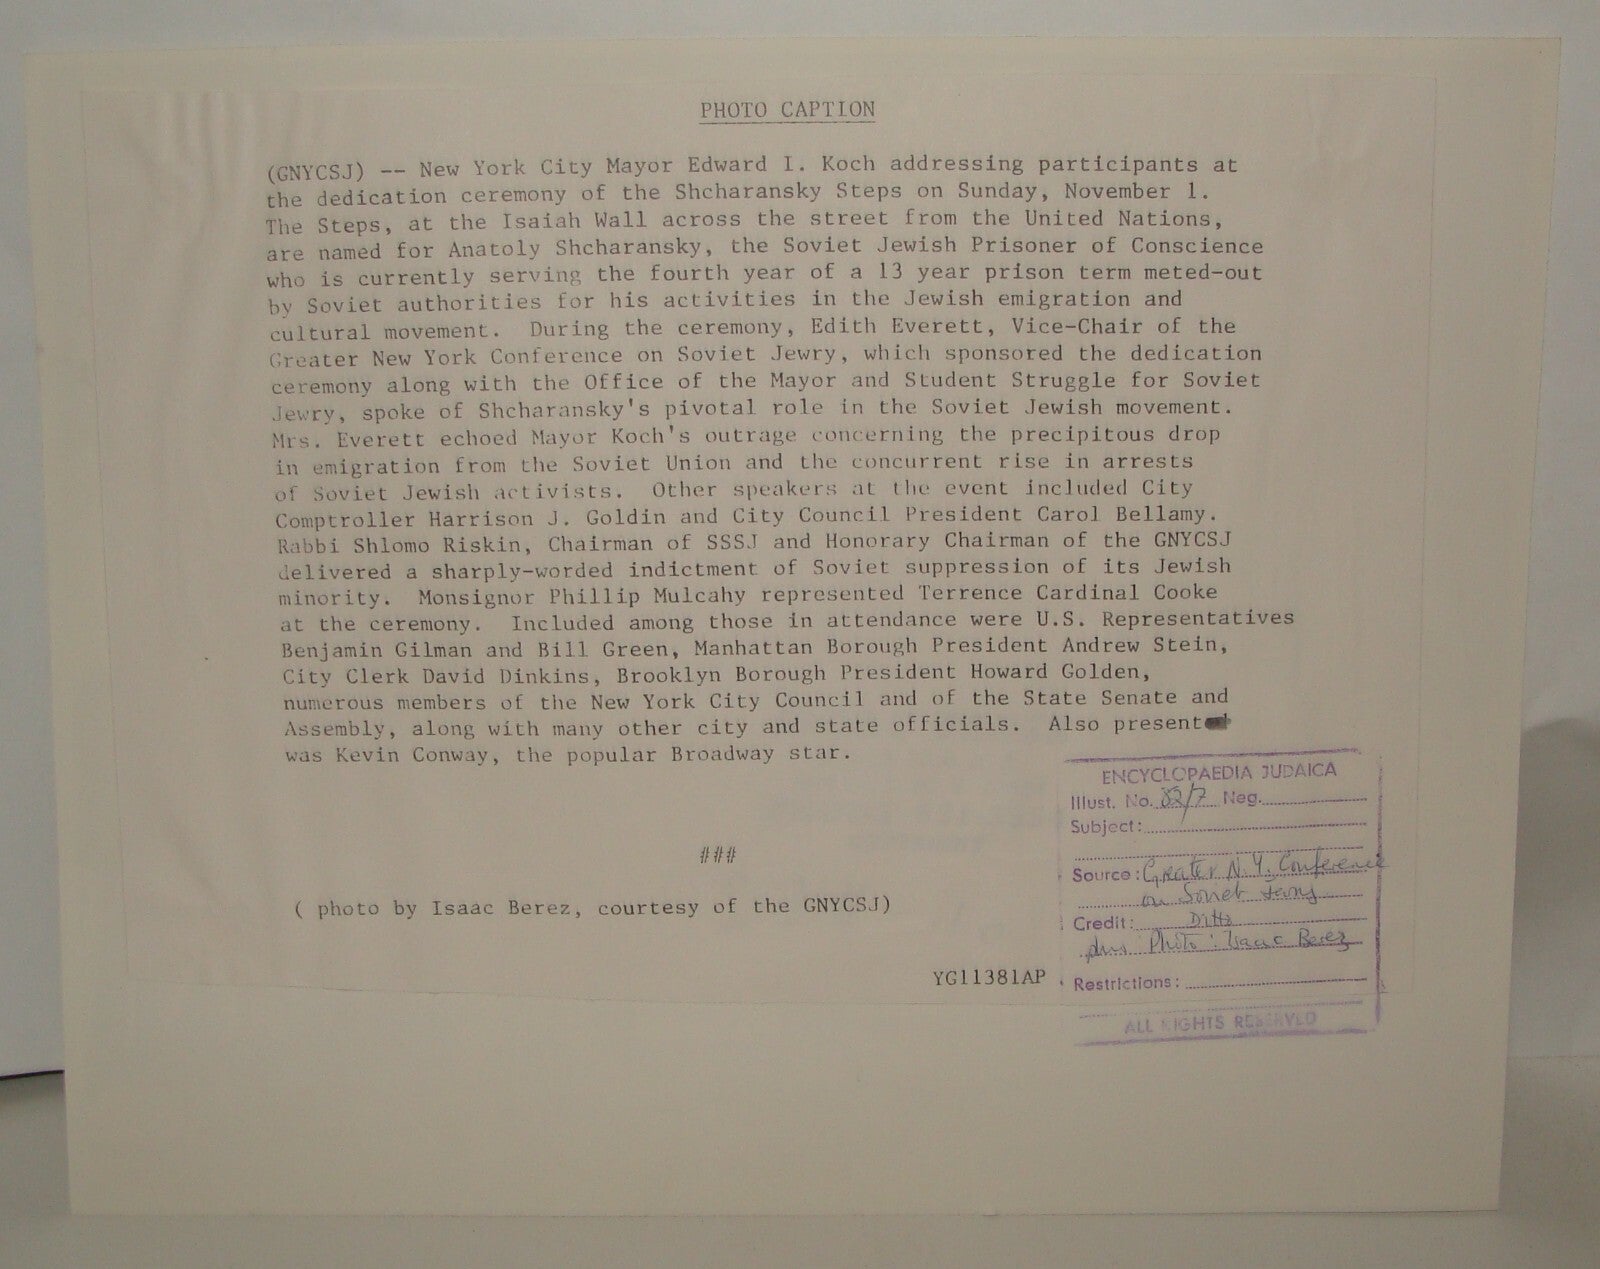 PHOTO CAPTION
(GNYCSJ) -- New York City Mayor Edward I. Koch addressing participants at
the dedication ceremony of the Shcharansky Steps on Sunday, November 1.
The Steps, at the Isaiah Wall across the street from the United Nations,
are named for Anatoly Shcharansky, the Soviet Jewish Prisoner of Conscience
who is currently serving the fourth year of a 13 year prison term meted-out
by Soviet authorities for his activities in the Jewish emigration and
cultural movement. During the ceremony, Edith Everett, Vice-Chair of the
Greater New York Conference on Soviet Jewry, which sponsored the dedication
ceremony along with the Office of the Mayor and Student Struggle for Soviet
Jewry, spoke of Shcharansky's pivotal role in the Soviet Jewish movement.
Mrs. Everett echoed Mayor Koch's outrage concerning the precipitous drop
in emigration from the Soviet Union and the concurrent rise in arrests
of Soviet Jewish activists. Other speakers at the event included City
Comptroller Harrison J. Goldin and City Council President Carol Bellamy.
Rabbi Shlomo Riskin, Chairman of SSSJ and Honorary Chairman of the GNYCSJ
delivered a sharply-worded indictment of Soviet suppression of its Jewish
minority. Monsignor Phillip Mulcahy represented Terrence Cardinal Cooke
at the ceremony. Included among those in attendance were U.S. Representatives
Benjamin Gilman and Bill Green, Manhattan Borough President Andrew Stein,
City Clerk David Dinkins, Brooklyn Borough President Howard Golden,
numerous members of the New York City Council and of the State Senate and
Assembly, along with many other city and state officials. Also present
was Kevin Conway, the popular Broadway star.
###
( photo by Isaac Berez, courtesy of the GNYCSJ)
YG11381AP
ENCYCLOPAEDIA JUDAICA
Illust. No. 82/7 Neg.
Subject:
Source: Greater N.Y. Conference
on Soviet Jewry
Credit: Ditto
plus Photo: Isaac Berez
Restrictions:
ALL RIGHTS RESERVED